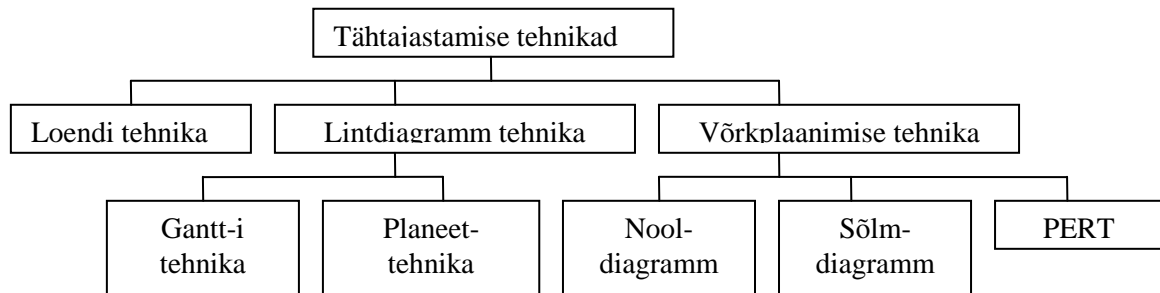 Tähtajastamise tehnikad
Loendi tehnika
Lintdiagramm tehnika
Võrkplaanimise tehnika
Gantt-i
tehnika
Planeet-
tehnika
Nool-
diagramm
Sõlm-
diagramm
PERT